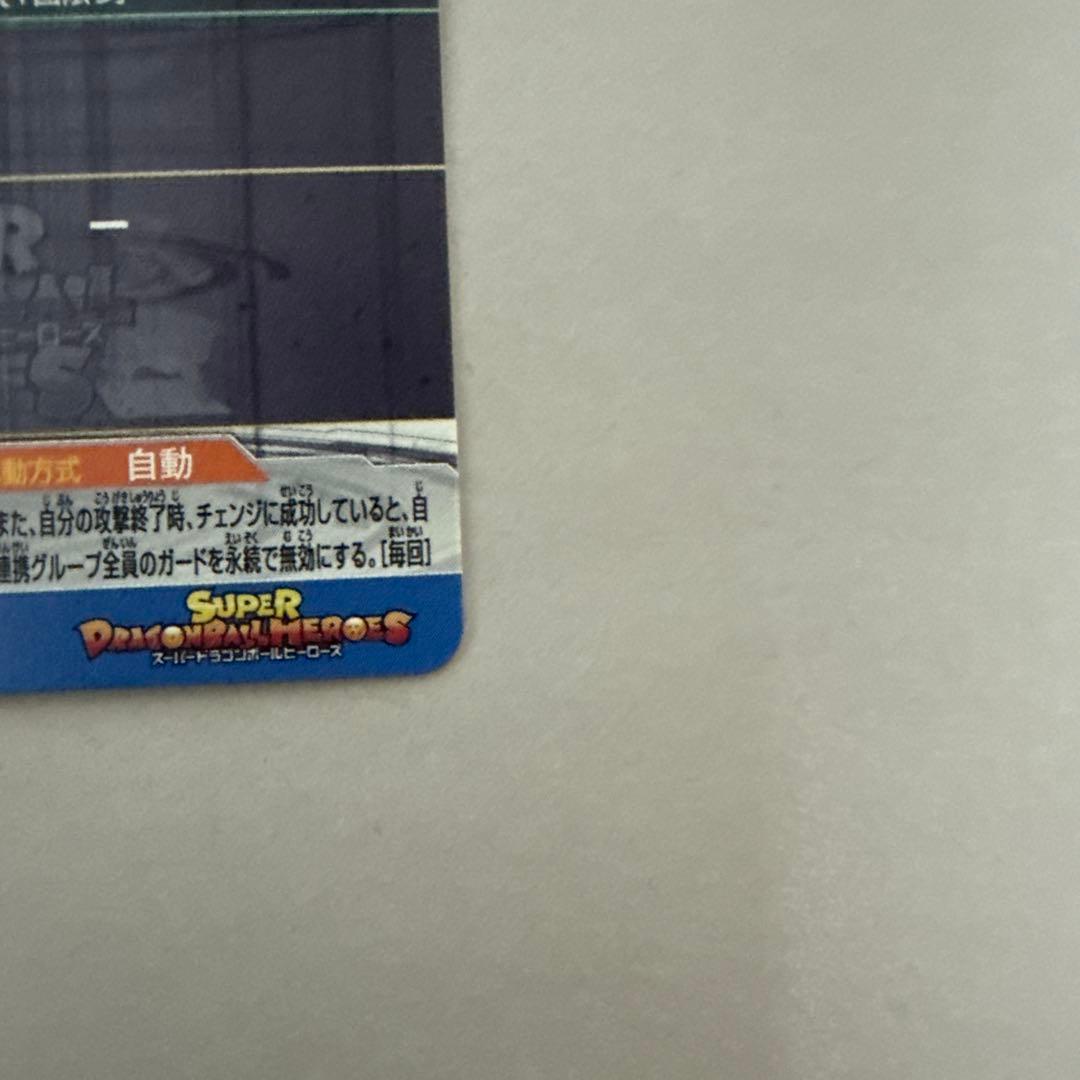 動方式 自動
また、自分の攻撃終了時、チェンジに成功していると、自
連携グループ全員のガードを永続で無効にする。[毎回]
SUPER
DRAGONBALL HEROES
スーパードラゴンボールヒーローズ